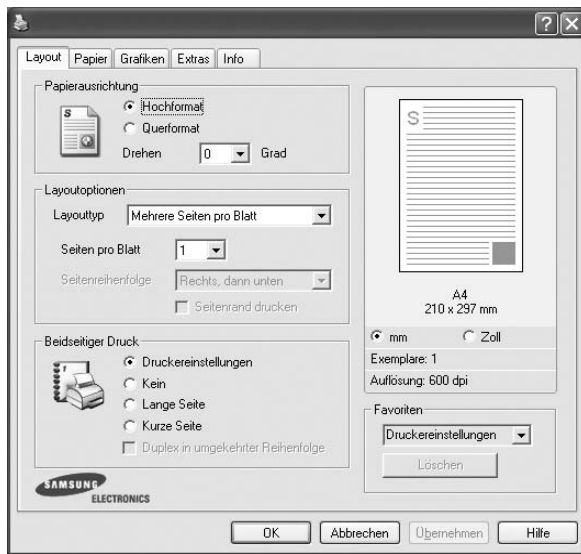 Layout Papier Grafiken Extras Info
Papierausrichtung
S
Hochformat
Querformat
Drehen 0 Grad
Layoutoptionen
Layouttyp Mehrere Seiten pro Blatt
Seiten pro Blatt 1
Seitenreihenfolge Rechts, dann unten
Seitenrand drucken
Beidseitiger Druck
Druckereinstellungen
Kein
Lange Seite
Kurze Seite
Duplex in umgekehrter Reihenfolge
SAMSUNG
ELECTRONICS
S
A4
210 x 297 mm
mm Zoll
Exemplare: 1
Auflösung: 600 dpi
Favoriten
Druckereinstellungen
Löschen
OK Abbrechen Übernehmen Hilfe